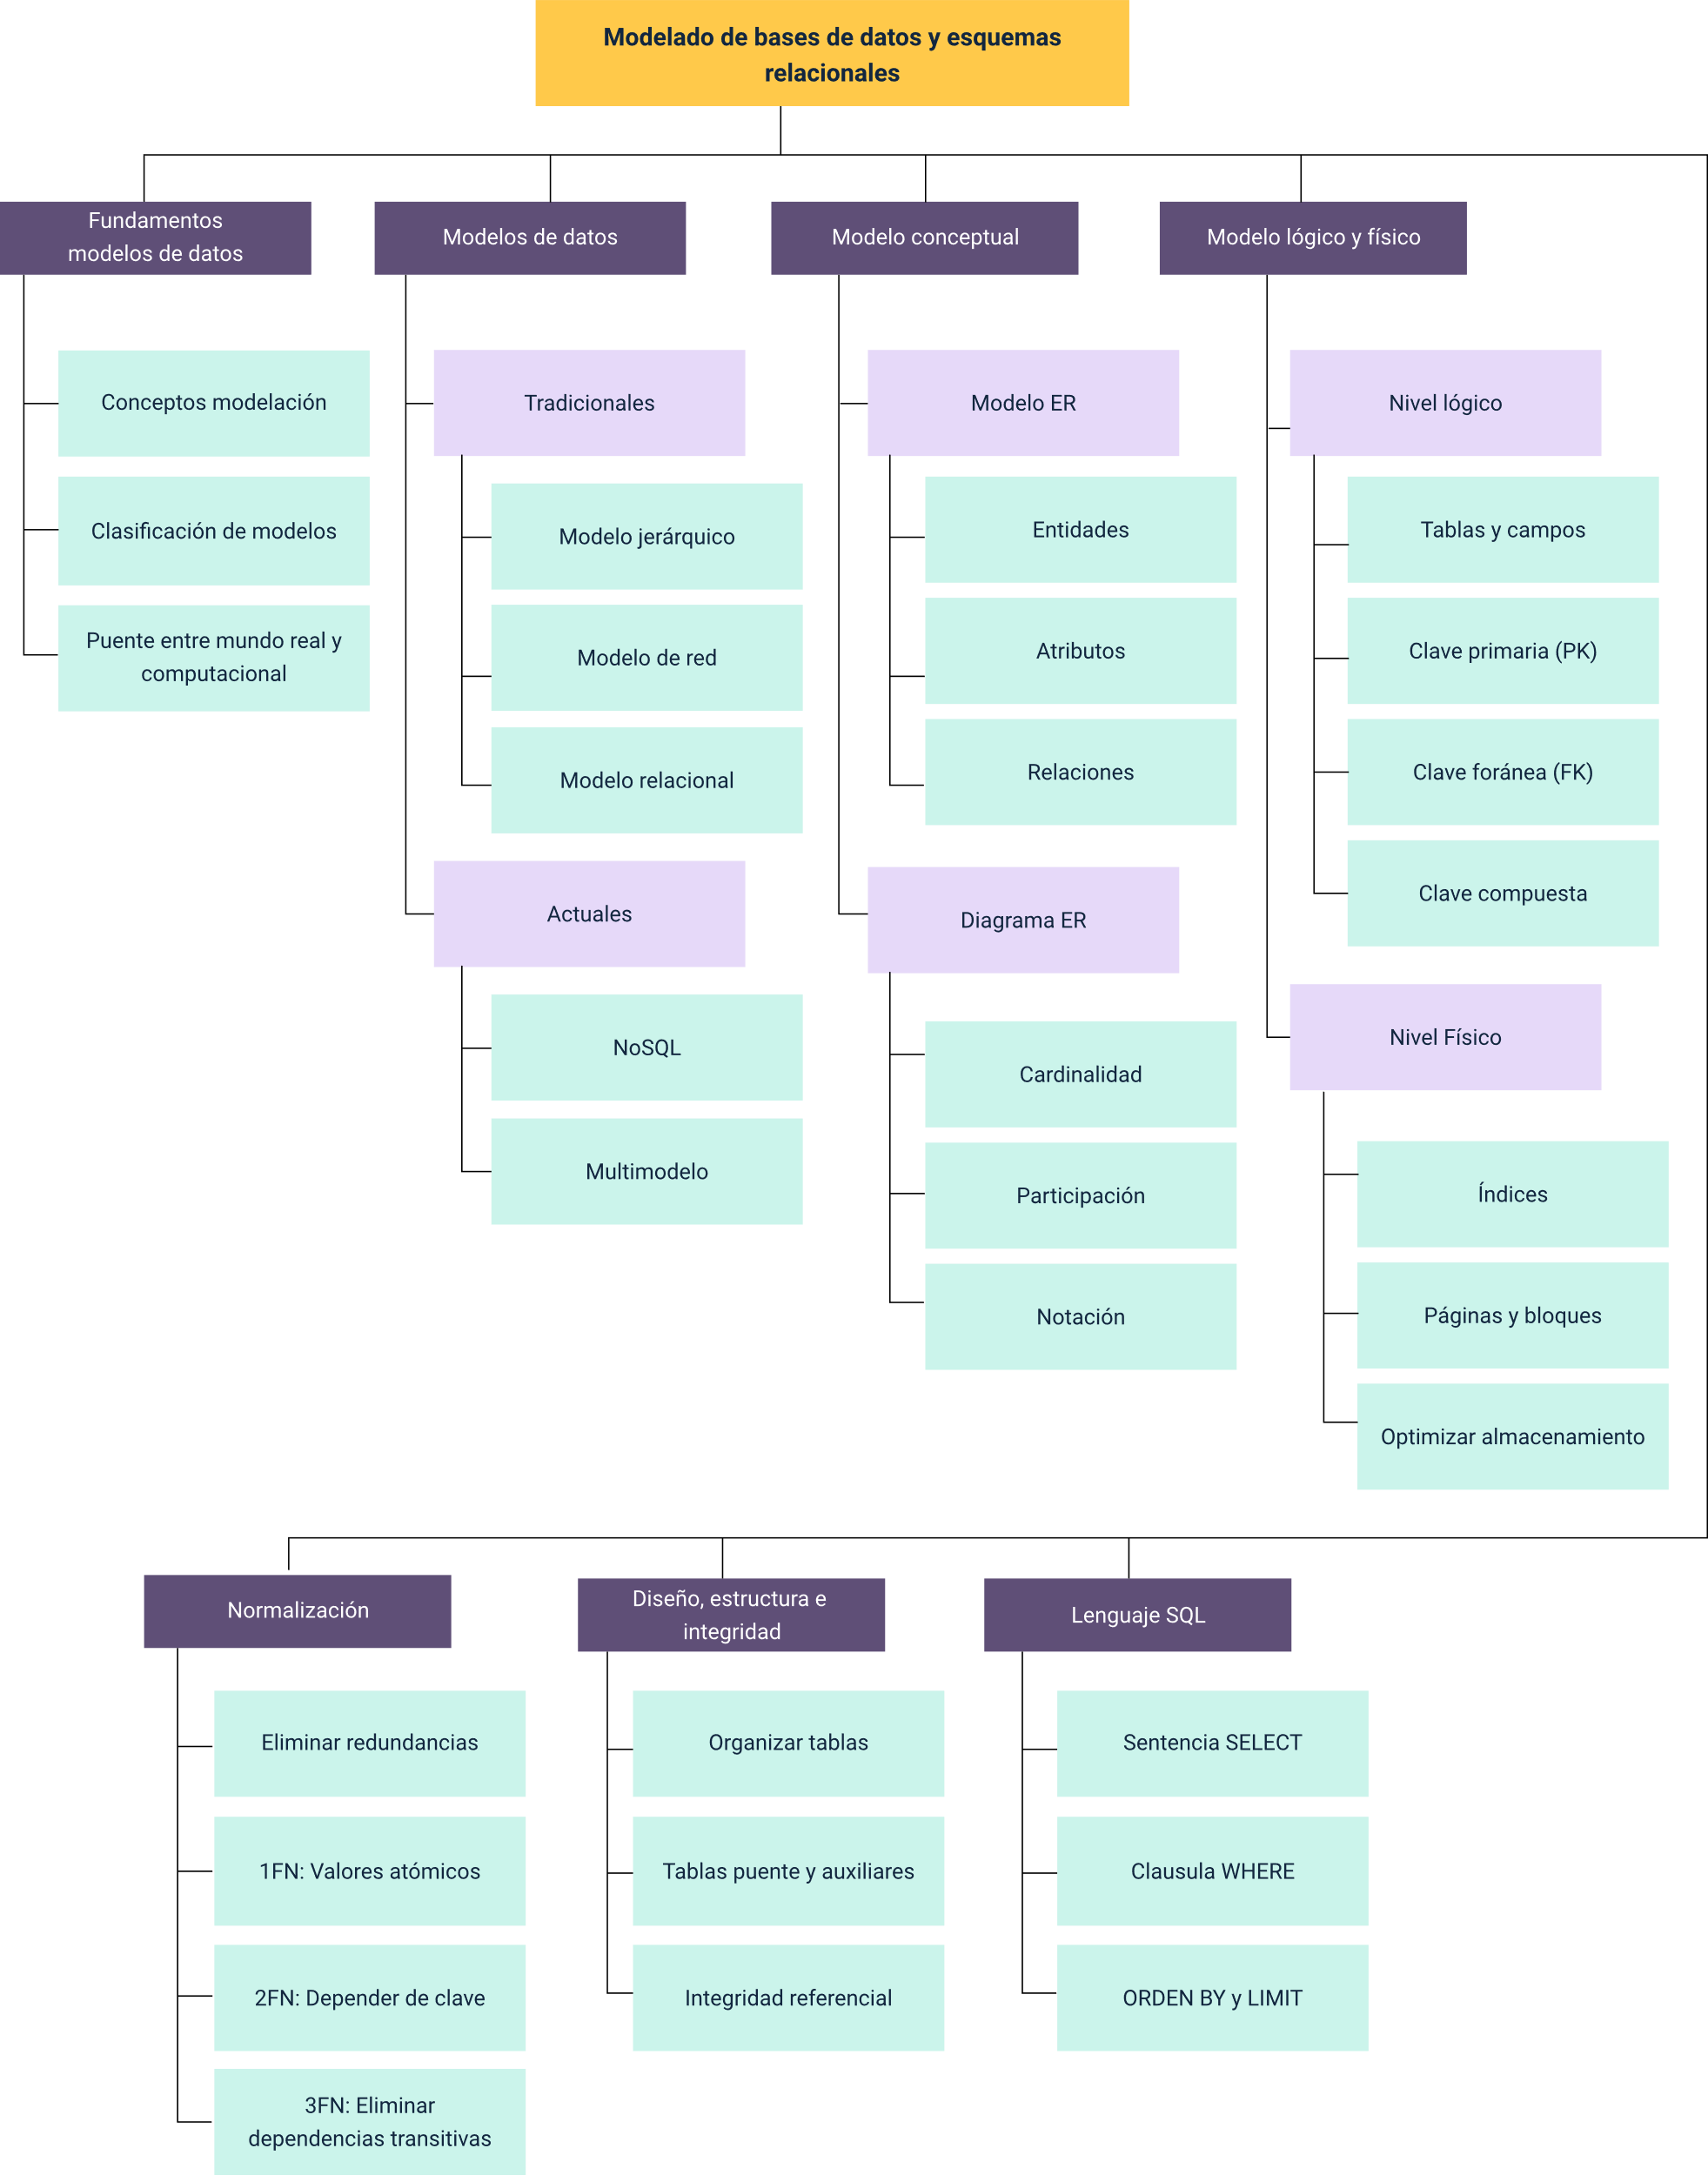 Modelado de bases de datos y esquemas
relacionales
Fundamentos
modelos de datos
Modelos de datos
Modelo conceptual
Modelo lógico y físico
Conceptos modelación
Clasificación de modelos
Puente entre mundo real y
computacional
Tradicionales
Modelo jerárquico
Modelo de red
Modelo relacional
Actuales
NoSQL
Multimodelo
Modelo ER
Entidades
Atributos
Relaciones
Diagrama ER
Cardinalidad
Participación
Notación
Nivel lógico
Tablas y campos
Clave primaria (PK)
Clave foránea (FK)
Clave compuesta
Nivel Físico
Índices
Páginas y bloques
Optimizar almacenamiento
Normalización
Eliminar redundancias
1FN: Valores atómicos
2FN: Depender de clave
3FN: Eliminar
dependencias transitivas
Diseño, estructura e
integridad
Organizar tablas
Tablas puente y auxiliares
Integridad referencial
Lenguaje SQL
Sentencia SELECT
Clausula WHERE
ORDEN BY y LIMIT